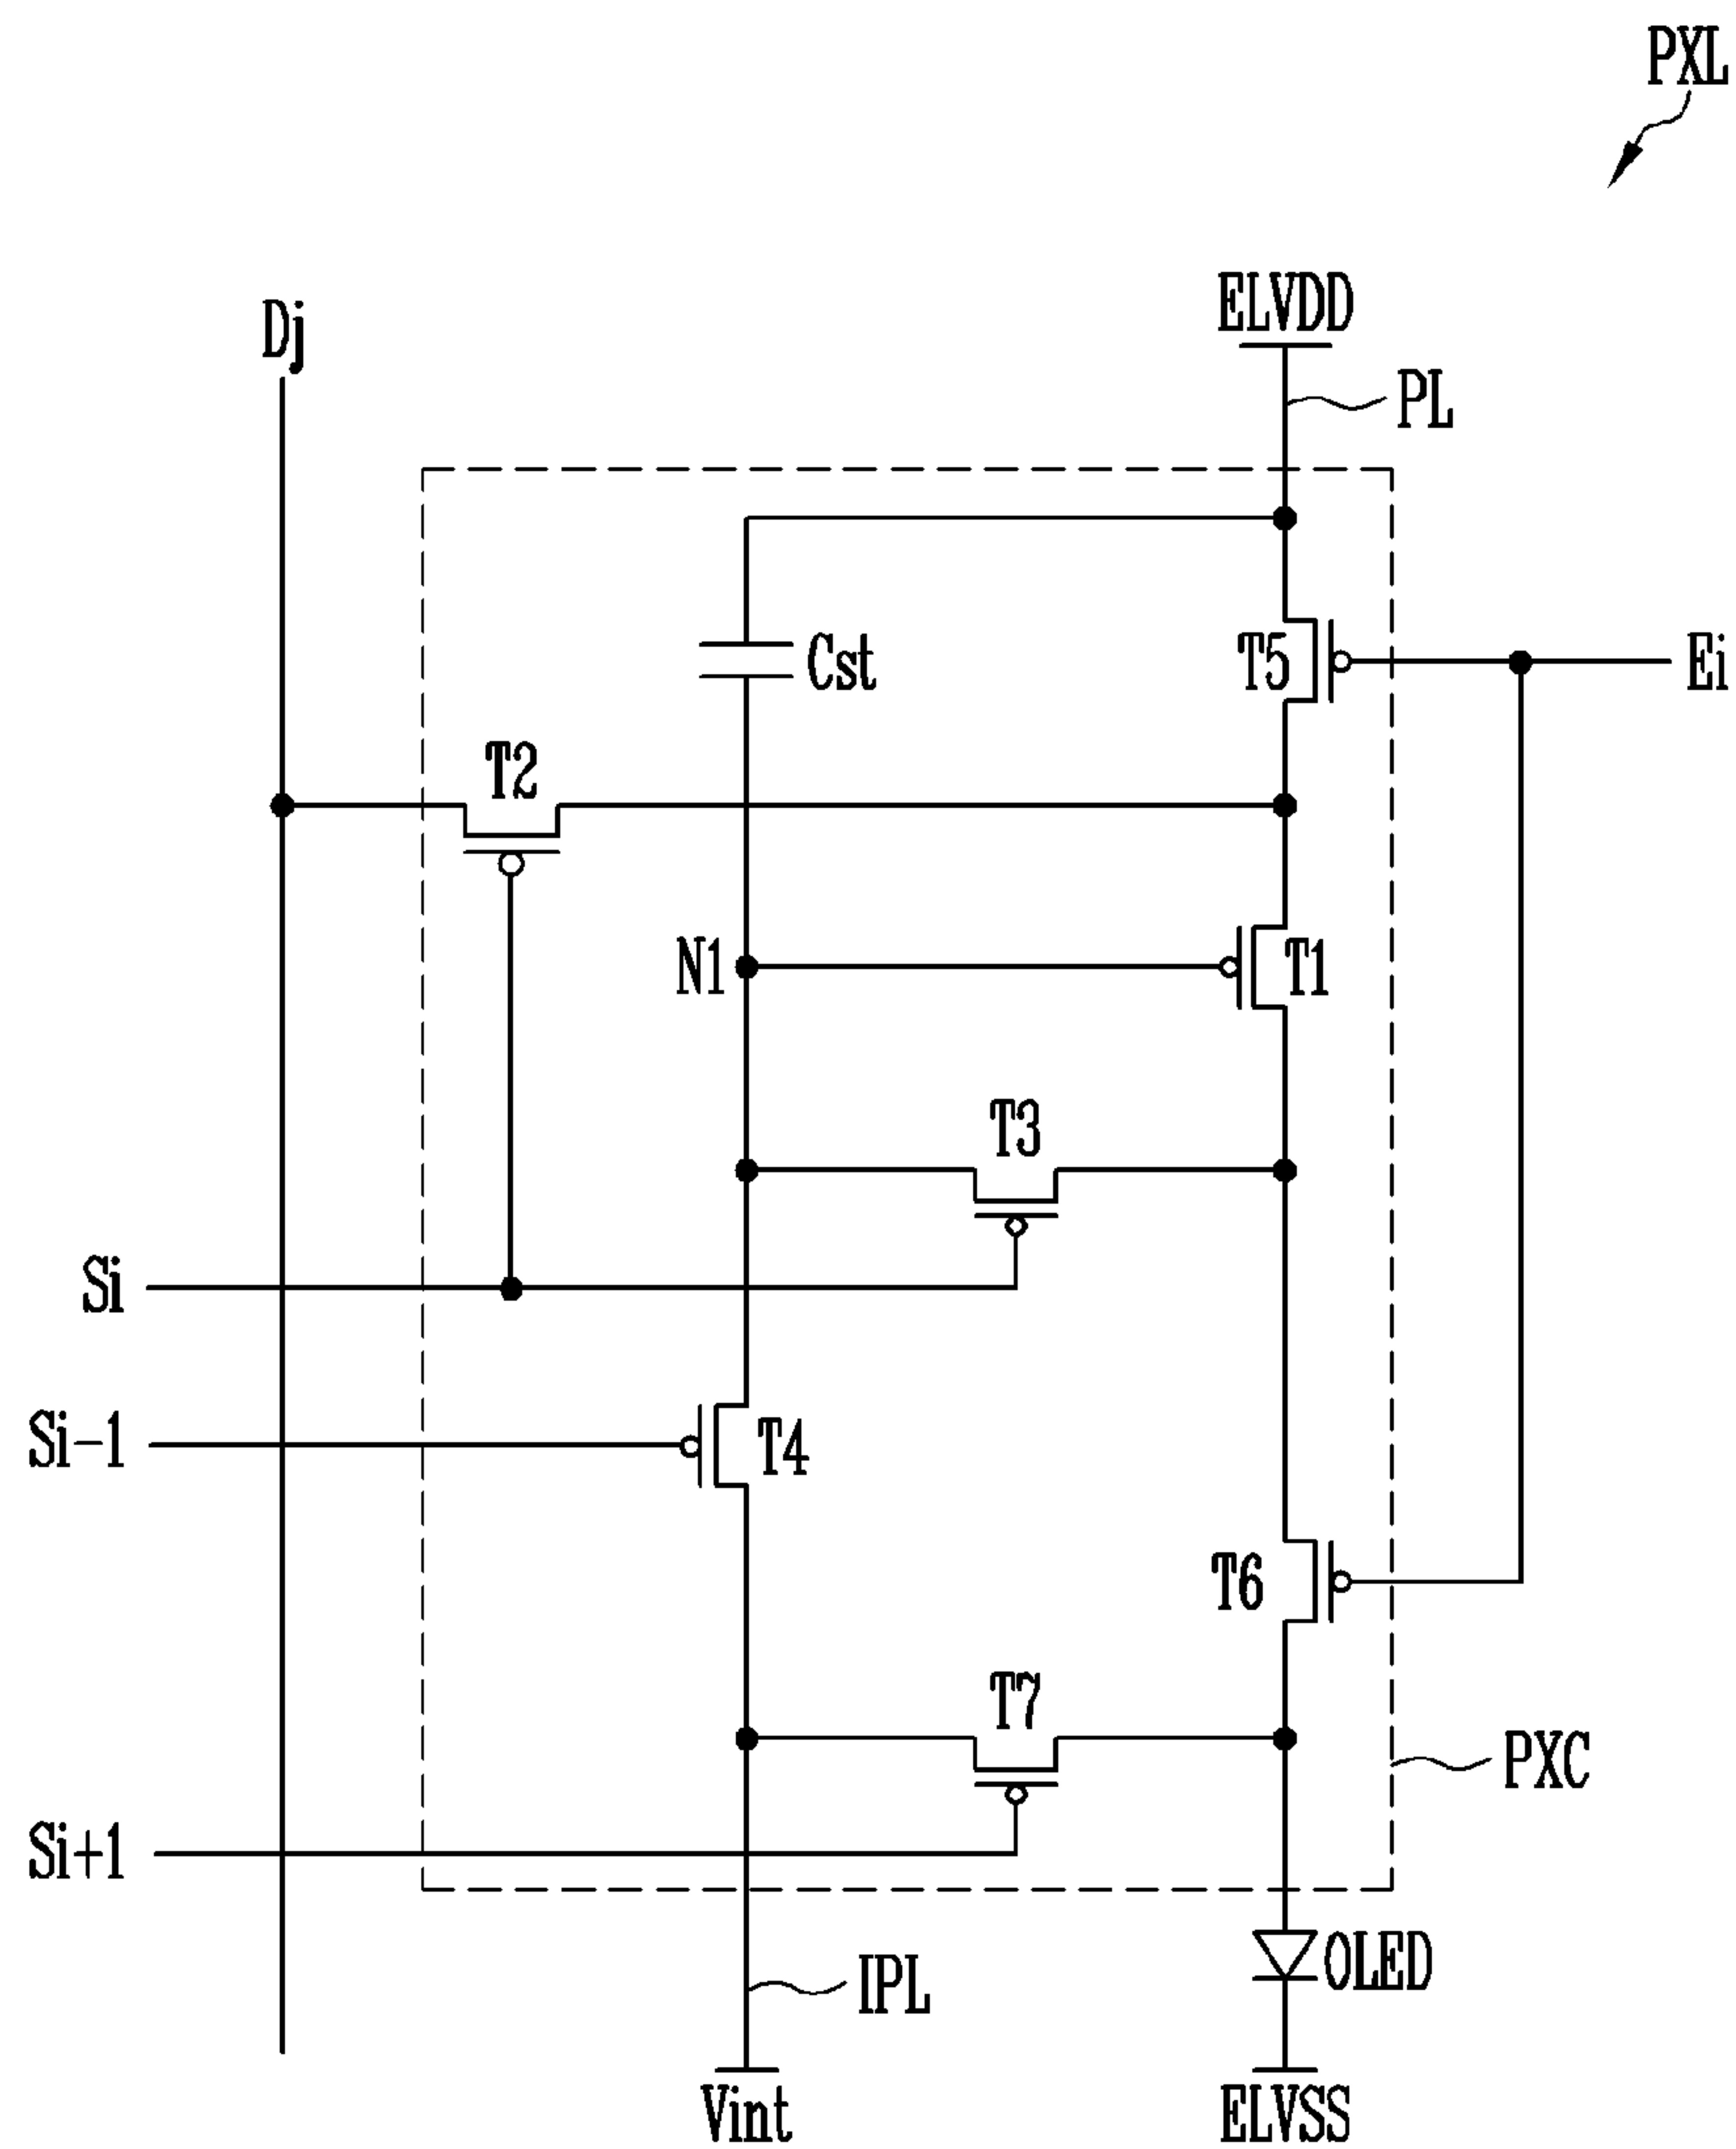 PXL
ELVDD
Dj
PL
Cst
T5
Ei
T2
N1
T1
T3
Si
Si-1
T4
T6
T7
PXC
Si+1
OLED
IPL
Vint
ELVSS